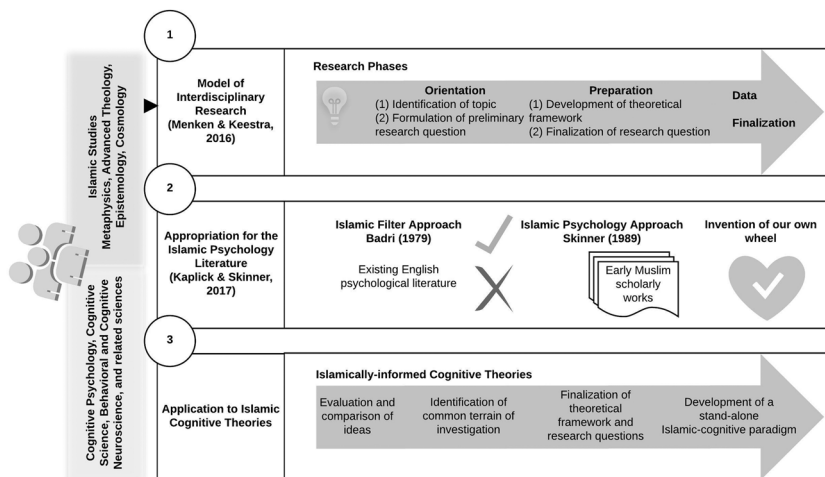 Islamic Studies
Metaphysics, Advanced Theology,
Epistemology, Cosmology
Cognitive Psychology, Cognitive
Science, Behavioral and Cognitive
Neuroscience, and related sciences
1
Model of
Interdisciplinary
Research
(Menken & Keestra,
2016)
Research Phases
Orientation
(1) Identification of topic
(2) Formulation of preliminary
research question
Preparation
(1) Development of theoretical
framework
(2) Finalization of research question
Data
Finalization
2
Appropriation for the
Islamic Psychology
Literature
(Kaplick & Skinner,
2017)
Islamic Filter Approach
Badri (1979)
Existing English
psychological literature
Islamic Psychology Approach
Skinner (1989)
Early Muslim
scholarly
works
Invention of our own
wheel
3
Application to Islamic
Cognitive Theories
Islamically-informed Cognitive Theories
Evaluation and
comparison of
ideas
Identification of
common terrain of
investigation
Finalization of
theoretical
framework and
research questions
Development of a
stand-alone
Islamic-cognitive paradigm